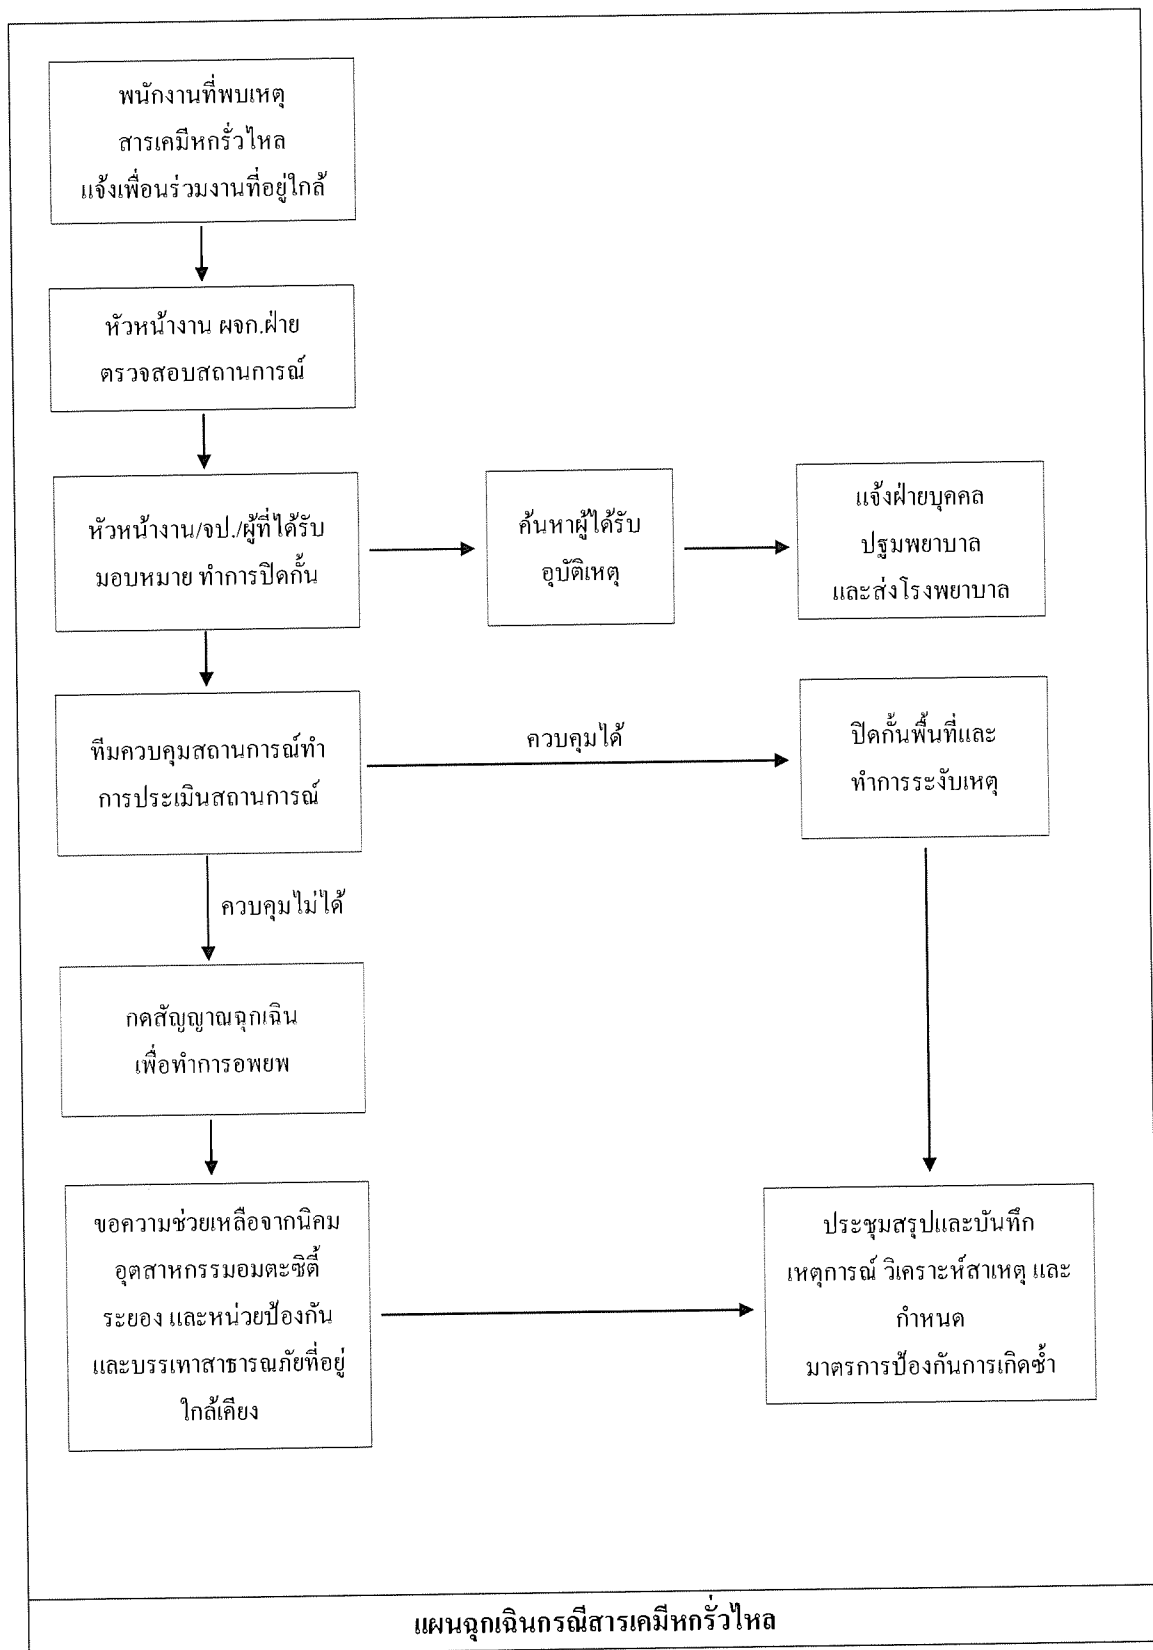 พนักงานที่พบเหตุ
สารเคมีหกรั่วไหล
แจ้งเพื่อนร่วมงานที่อยู่ใกล้
หัวหน้างาน ผจก.ฝ่าย
ตรวจสอบสถานการณ์
หัวหน้างาน/จป./ผู้ที่ได้รับ
มอบหมาย ทำการปิดกั้น
ค้นหาผู้ได้รับ
อุบัติเหตุ
แจ้งฝ่ายบุคคล
ปฐมพยาบาล
และส่งโรงพยาบาล
ทีมควบคุมสถานการณ์ทำ
การประเมินสถานการณ์
ควบคุมได้
ปิดกั้นพื้นที่และ
ทำการระงับเหตุ
ควบคุมไม่ได้
กดสัญญาณฉุกเฉิน
เพื่อทำการอพยพ
ขอความช่วยเหลือจากนิคม
อุตสาหกรรมอมตะซิตี้
ระยอง และหน่วยป้องกัน
และบรรเทาสาธารณภัยที่อยู่
ใกล้เคียง
ประชุมสรุปและบันทึก
เหตุการณ์ วิเคราะห์สาเหตุ และ
กำหนด
มาตรการป้องกันการเกิดซ้ำ
แผนฉุกเฉินกรณีสารเคมีหกรั่วไหล